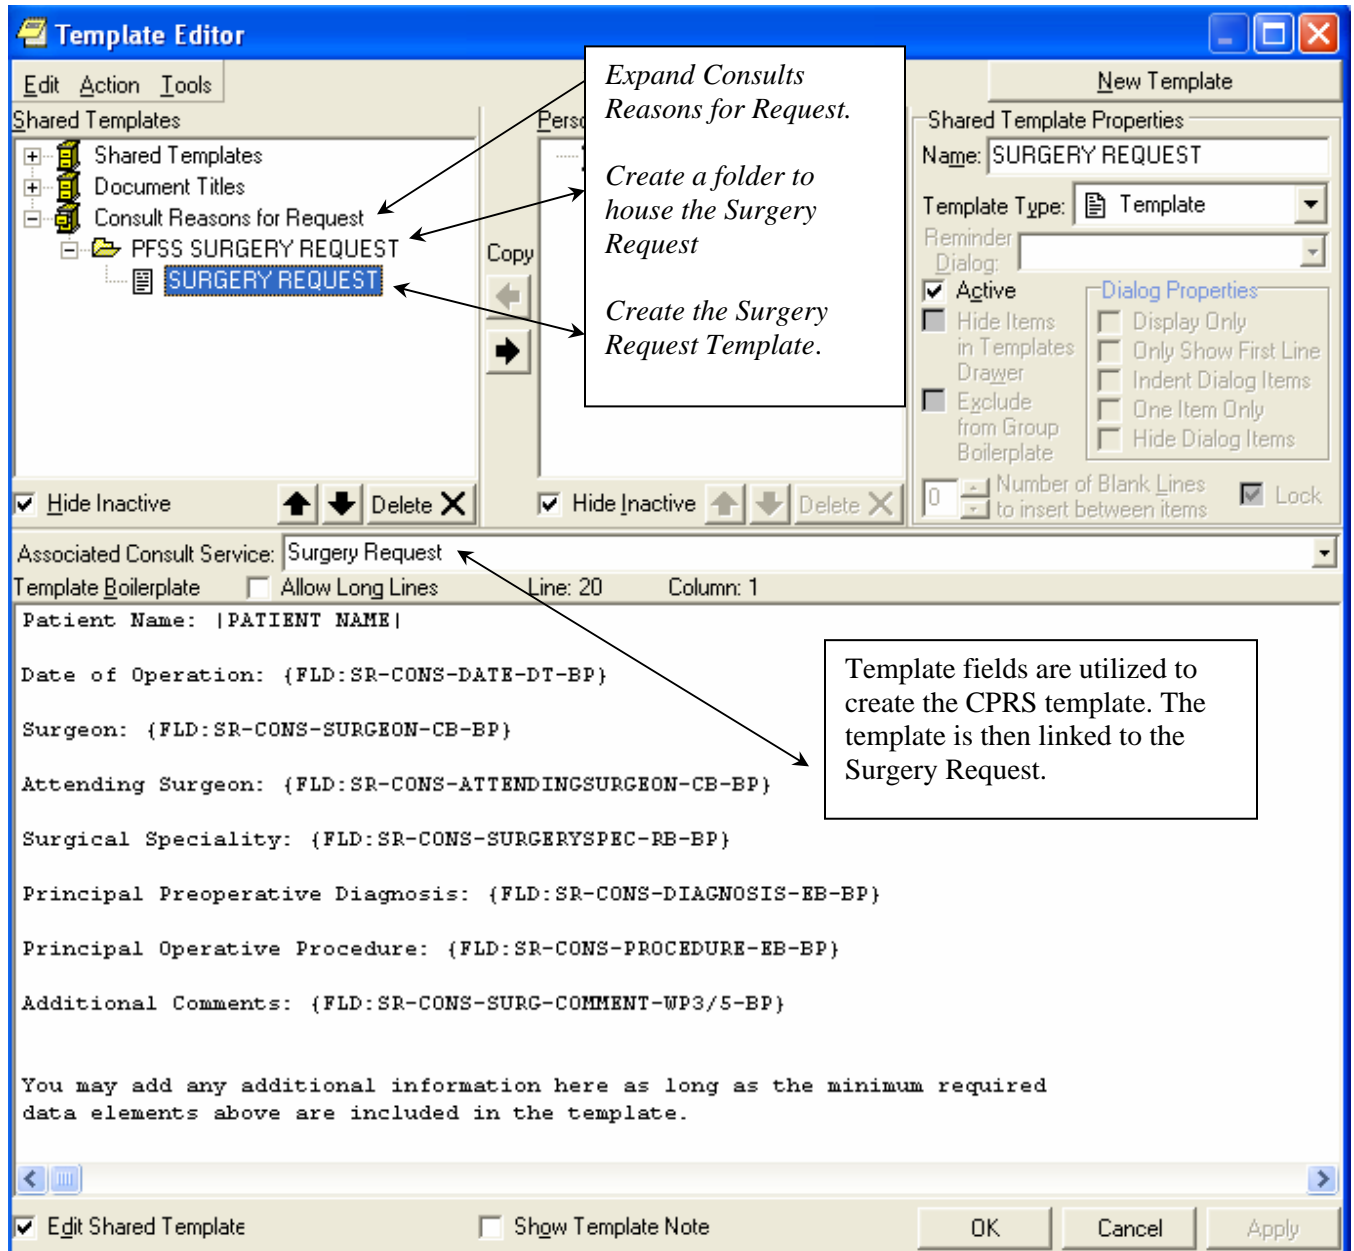 Template Editor
Edit Action Tools
New Template
Shared Templates
Shared Templates
Document Titles
Consult Reasons for Request
PFSS SURGERY REQUEST
SURGERY REQUEST
Hide Inactive
Delete
Copy
Expand Consults
Reasons for Request.
Create a folder to
house the Surgery
Request
Create the Surgery
Request Template.
Hide Inactive
Delete
Shared Template Properties
Name: SURGERY REQUEST
Template Type: Template
Reminder
Dialog:
Active
Hide Items
in Templates
Drawer
Exclude
from Group
Boilerplate
Dialog Properties
Display Only
Only Show First Line
Indent Dialog Items
One Item Only
Hide Dialog Items
0 Number of Blank Lines
to insert between items
Lock
Associated Consult Service: Surgery Request
Template Boilerplate Allow Long Lines Line: 20 Column: 1
Patient Name: |PATIENT NAME|
Date of Operation: {FLD:SR-CONS-DATE-DT-BP}
Surgeon: {FLD:SR-CONS-SURGEON-CB-BP}
Attending Surgeon: {FLD:SR-CONS-ATTENDINGSURGEON-CB-BP}
Surgical Speciality: {FLD:SR-CONS-SURGERYSPEC-RB-BP}
Principal Preoperative Diagnosis: {FLD:SR-CONS-DIAGNOSIS-EB-BP}
Principal Operative Procedure: {FLD:SR-CONS-PROCEDURE-EB-BP}
Additional Comments: {FLD:SR-CONS-SURG-COMMENT-WP3/5-BP}
You may add any additional information here as long as the minimum required
data elements above are included in the template.
Template fields are utilized to
create the CPRS template. The
template is then linked to the
Surgery Request.
Edit Shared Template
Show Template Note
OK
Cancel
Apply